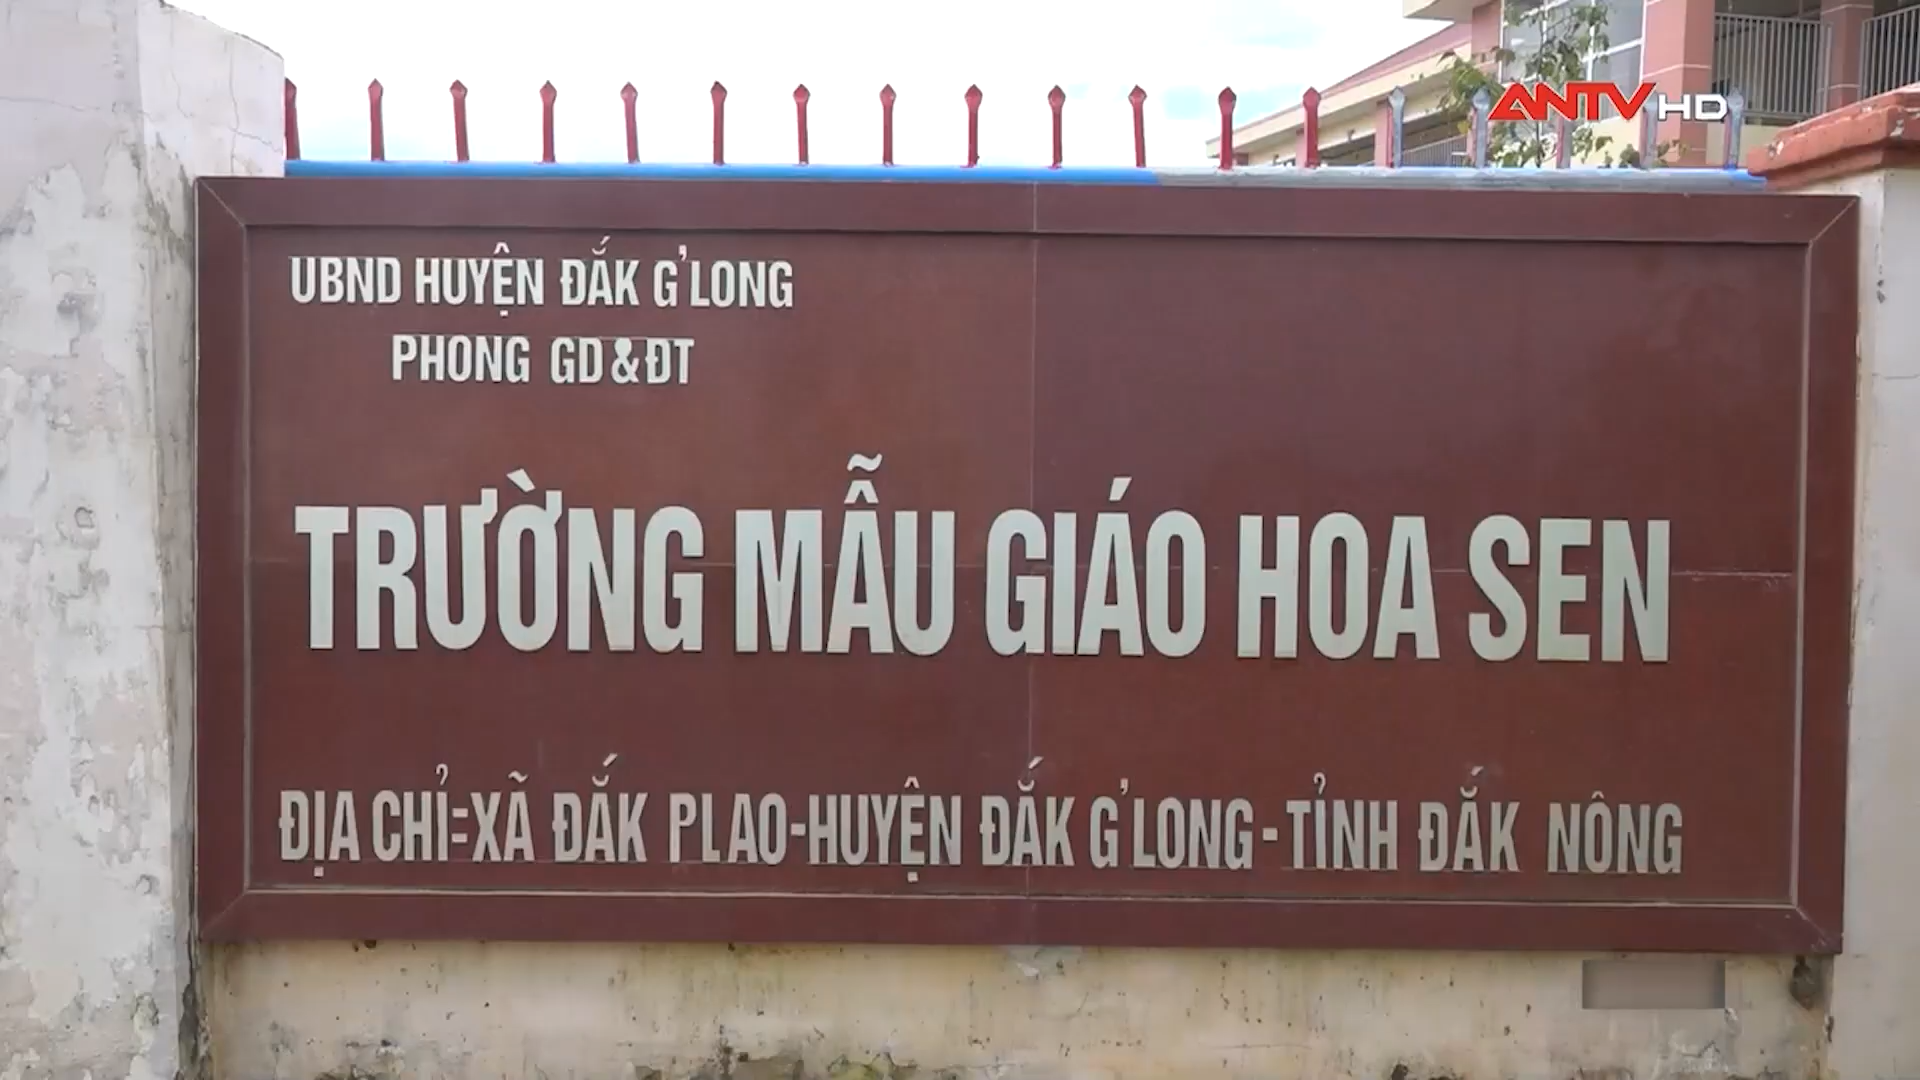 ANTV HD
UBND HUYỆN ĐẮK G'LONG
PHONG GD&ĐT
TRƯỜNG MẪU GIÁO HOA SEN
ĐỊA CHỈ:XÃ ĐẮK PLAO-HUYỆN ĐẮK G'LONG-TỈNH ĐẮK NÔNG